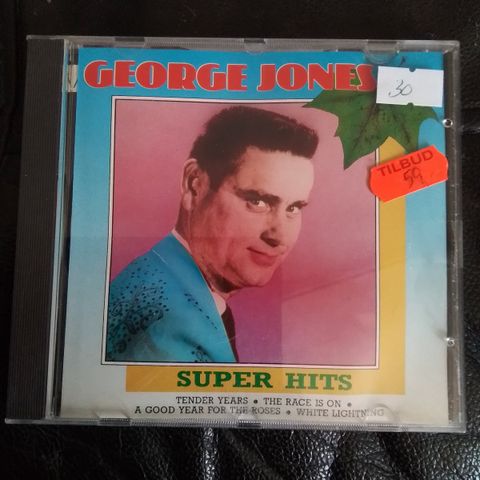 GEORGE JONES
30
TILBUD
59
SUPER HITS
TENDER YEARS • THE RACE IS ON •
A GOOD YEAR FOR THE ROSES • WHITE LIGHTNING